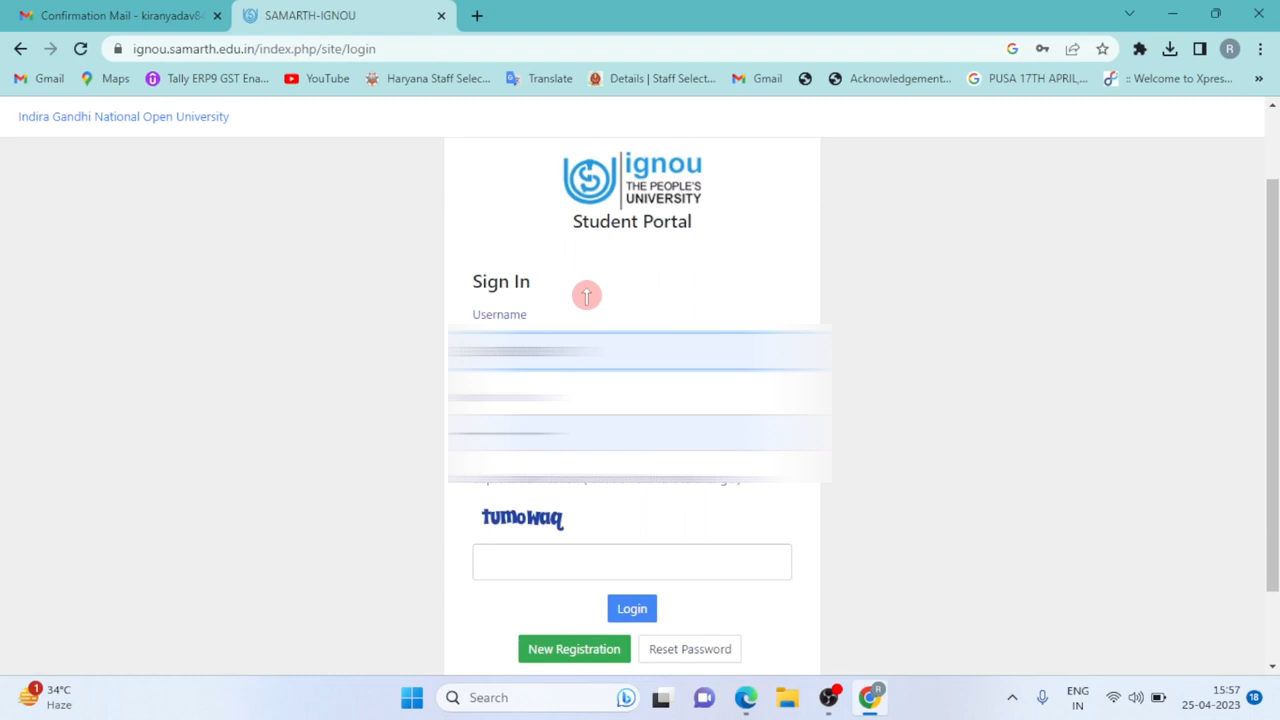 Confirmation Mail - kiranyadav84
SAMARTH-IGNOU
ignou.samarth.edu.in/index.php/site/login
R
Gmail
Maps
Tally ERP9 GST Ena...
YouTube
Haryana Staff Selec...
Translate
Details | Staff Select...
Gmail
Acknowledgement...
PUSA 17TH APRIL,...
:: Welcome to Xpres...
»
Indira Gandhi National Open University
ignou
THE PEOPLE'S
UNIVERSITY
Student Portal
Sign In
Username
tumowaq
Login
New Registration
Reset Password
1
34°C
Haze
Search
R
ENG
IN
15:57
25-04-2023
18